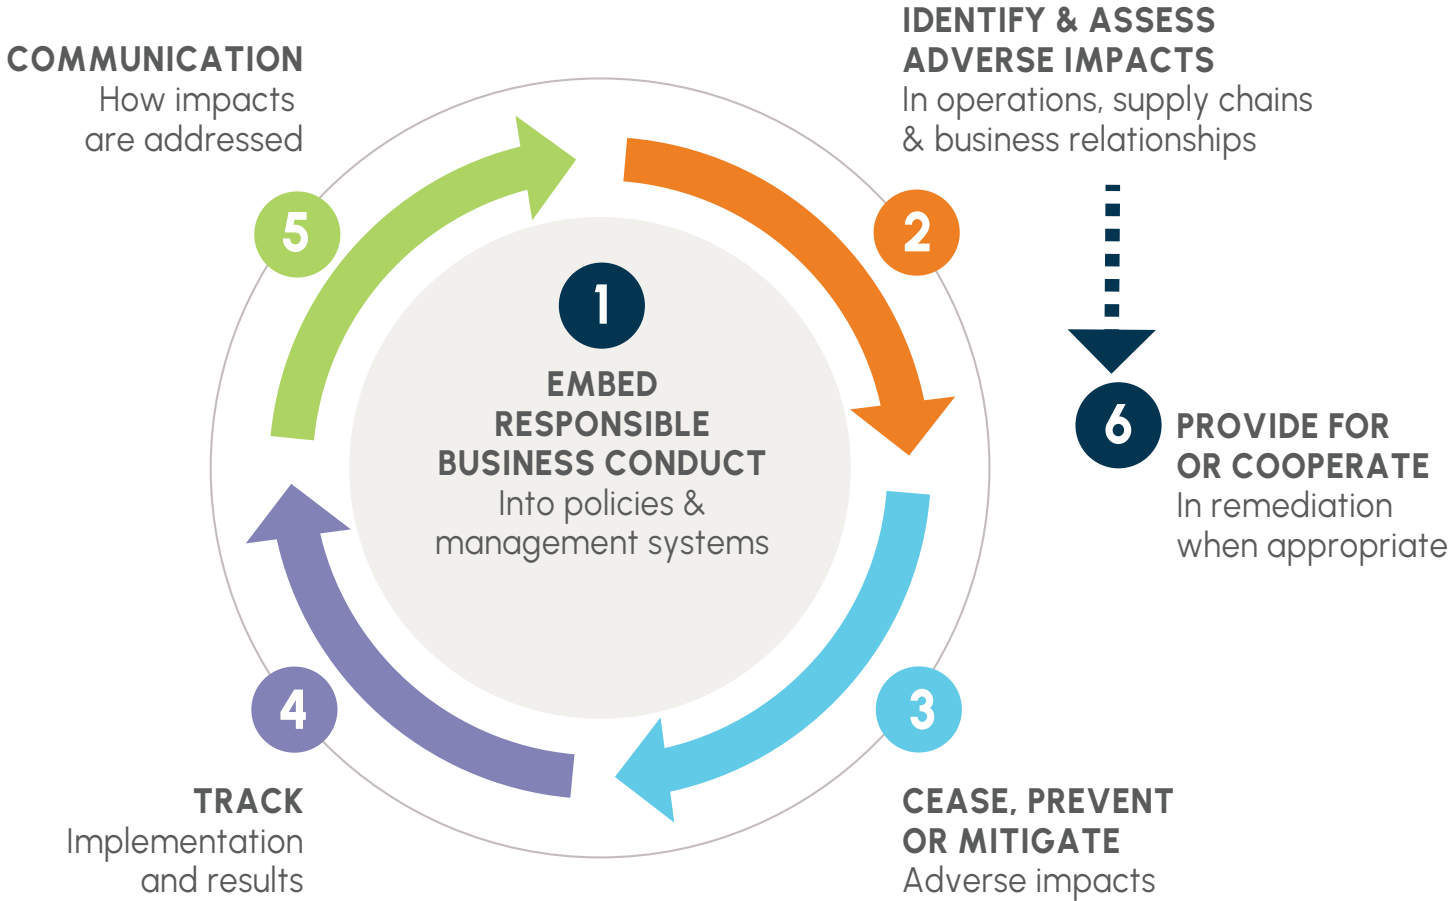 COMMUNICATION
How impacts
are addressed
5
IDENTIFY & ASSESS
ADVERSE IMPACTS
In operations, supply chains
& business relationships
2
1
EMBED
RESPONSIBLE
BUSINESS CONDUCT
Into policies &
management systems
6
PROVIDE FOR
OR COOPERATE
In remediation
when appropriate
4
TRACK
Implementation
and results
3
CEASE, PREVENT
OR MITIGATE
Adverse impacts